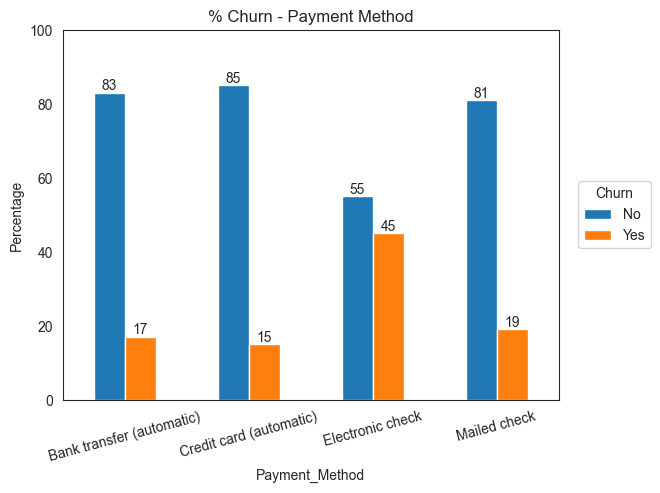 % Churn - Payment Method
100
80
60
40
20
0
Percentage
83
17
85
15
55
45
81
19
Bank transfer (automatic)
Credit card (automatic)
Electronic check
Mailed check
Payment_Method
Churn
No
Yes